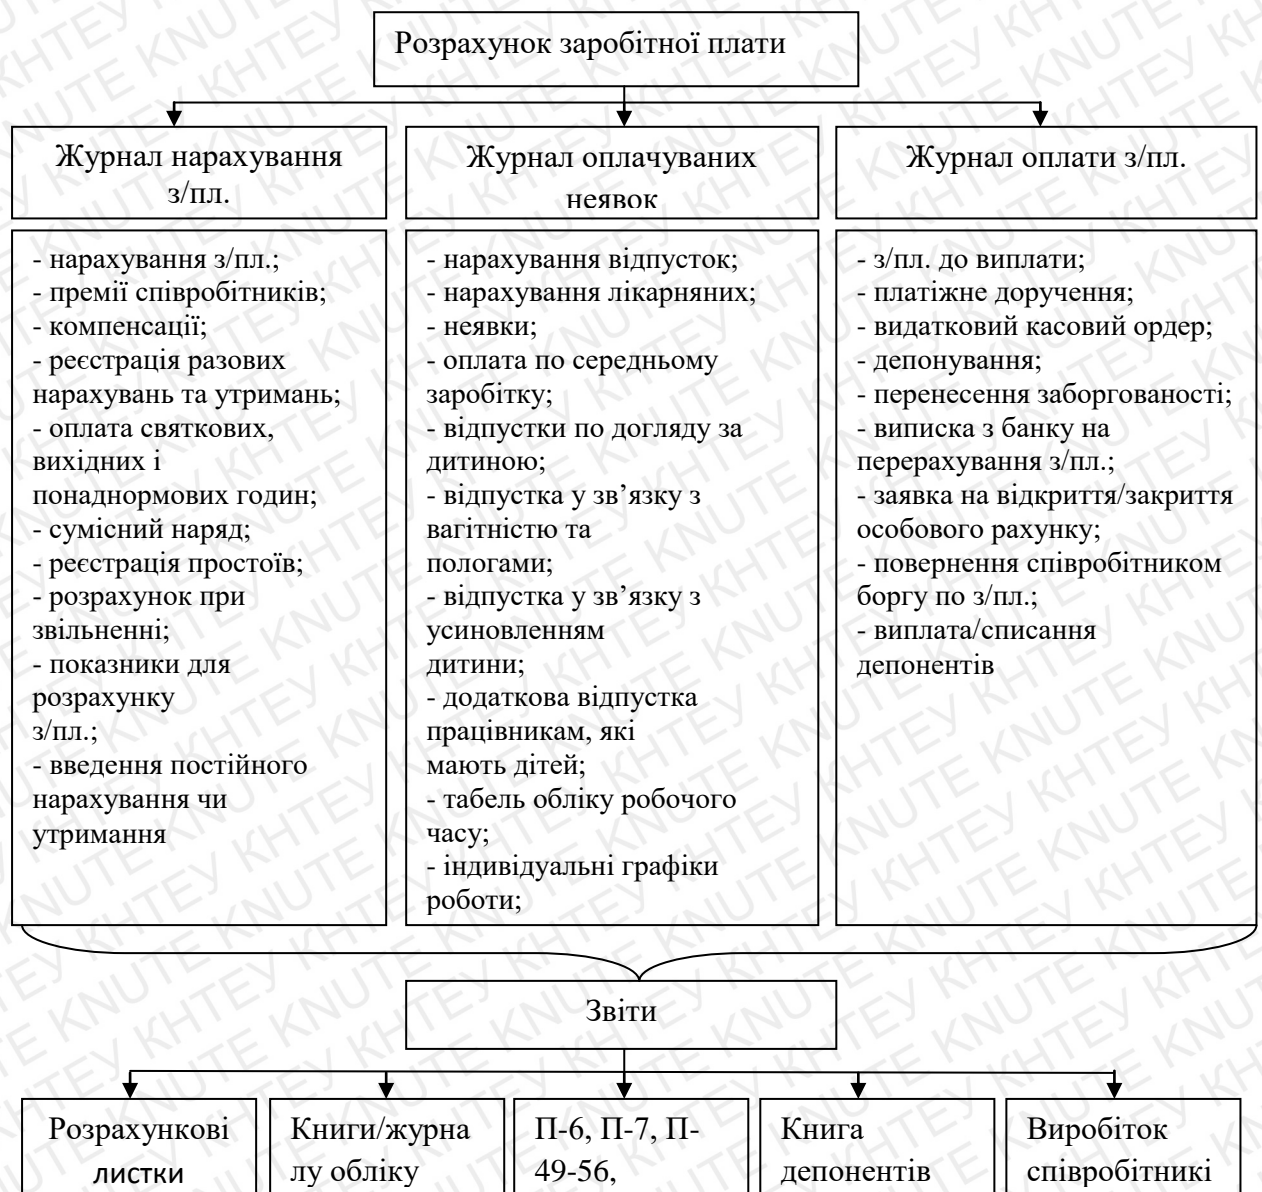 Розрахунок заробітної плати
Журнал нарахування
з/пл.
Журнал оплачуваних
неявок
Журнал оплати з/пл.
- нарахування з/пл.;
- премії співробітників;
- компенсації;
- реєстрація разових
нарахувань та утримань;
- оплата святкових,
вихідних і
понаднормових годин;
- сумісний наряд;
- реєстрація простоїв;
- розрахунок при
звільненні;
- показники для
розрахунку
з/пл.;
- введення постійного
нарахування чи
утримання
- нарахування відпусток;
- нарахування лікарняних;
- неявки;
- оплата по середньому
заробітку;
- відпустки по догляду за
дитиною;
- відпустка у зв’язку з
вагітністю та
пологами;
- відпустка у зв’язку з
усиновленням
дитини;
- додаткова відпустка
працівникам, які
мають дітей;
- табель обліку робочого
часу;
- індивідуальні графіки
роботи;
- з/пл. до виплати;
- платіжне доручення;
- видатковий касовий ордер;
- депонування;
- перенесення заборгованості;
- виписка з банку на
перерахування з/пл.;
- заявка на відкриття/закриття
особового рахунку;
- повернення співробітником
боргу по з/пл.;
- виплата/списання
депонентів
Звіти
Розрахункові
листки
Книги/журна
лу обліку
П-6, П-7, П-
49-56,
Книга
депонентів
Виробіток
співробітникі